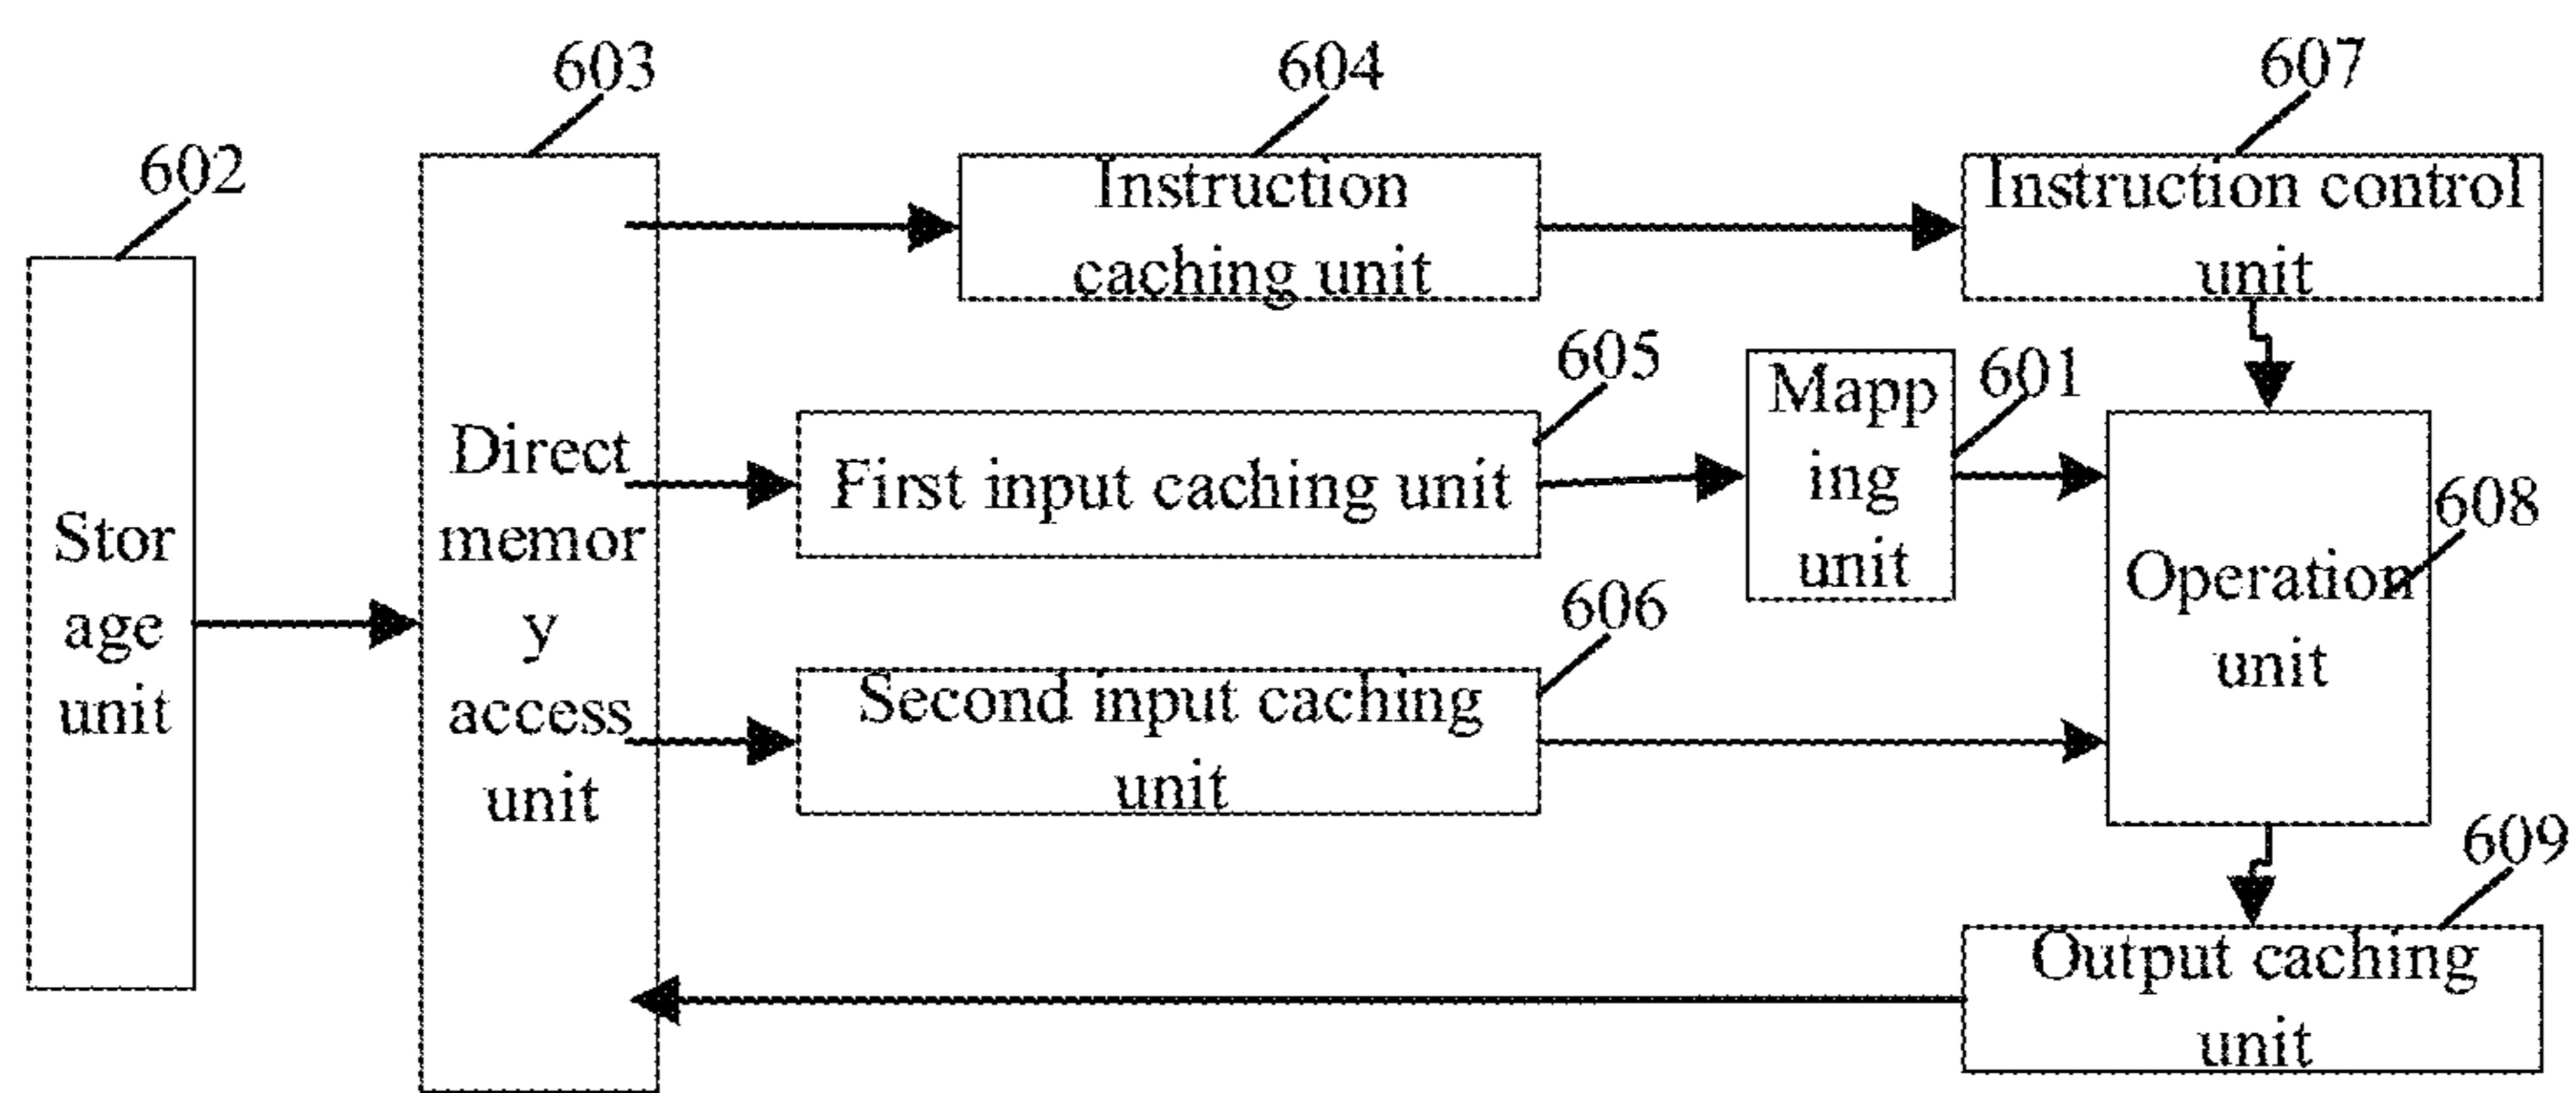 603
604
607
602
Instruction
caching unit
Instruction control
unit
605
601
Mapp
ing
unit
First input caching unit
Direct
memor
y
access
unit
Stor
age
unit
608
Operation
unit
606
Second input caching
unit
609
Output caching
unit